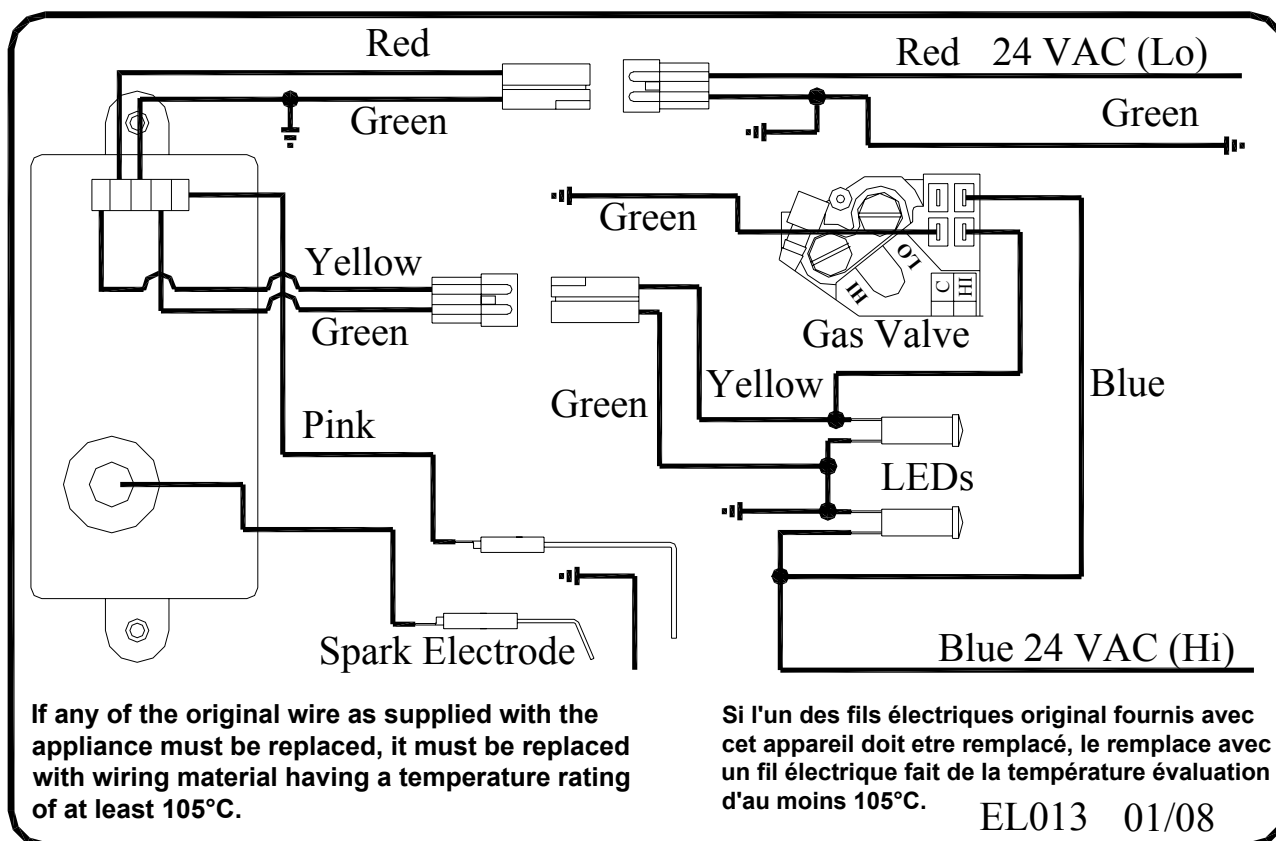 Red
Red 24 VAC (Lo)
Green
Green
Green
LO
HI
C
HI
Gas Valve
Yellow
Green
Yellow
Green
Blue
Pink
LEDs
Spark Electrode
Blue 24 VAC (Hi)
If any of the original wire as supplied with the
appliance must be replaced, it must be replaced
with wiring material having a temperature rating
of at least 105°C.
Si l'un des fils électriques original fournis avec
cet appareil doit etre remplacé, le remplace avec
un fil électrique fait de la température évaluation
d'au moins 105°C.
EL013 01/08